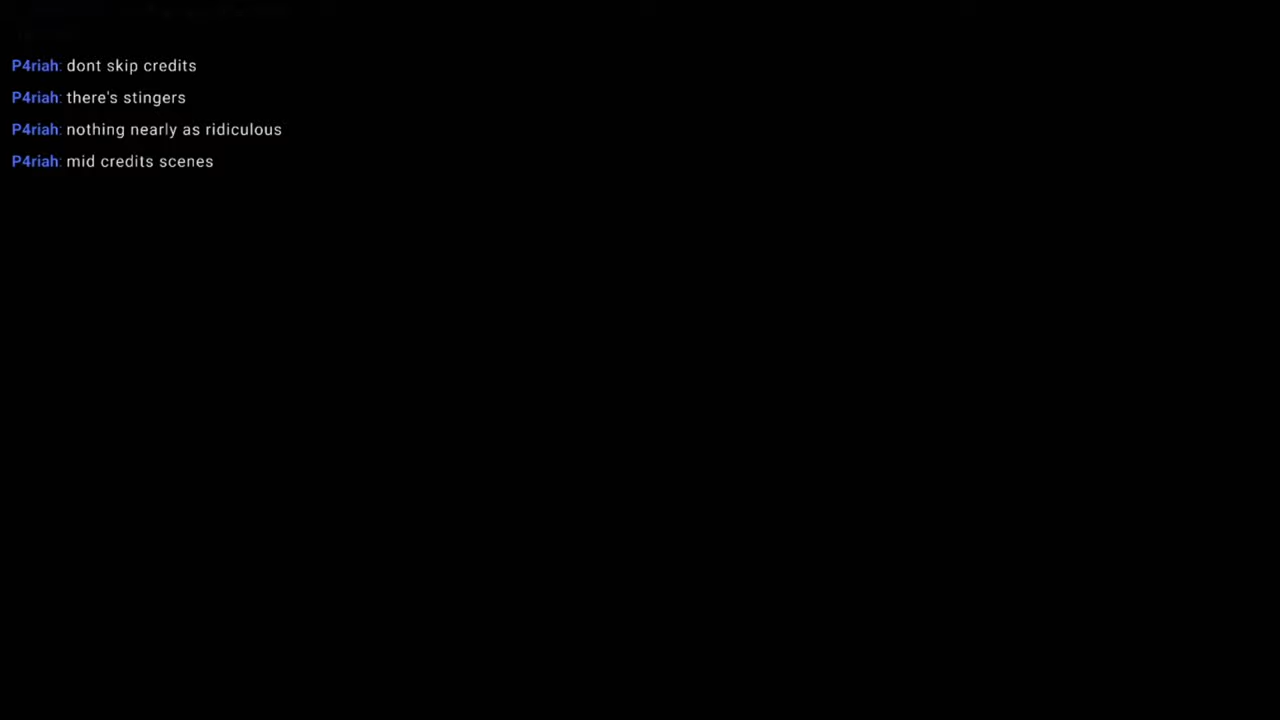 P4riah: dont skip credits
P4riah: there's stingers
P4riah: nothing nearly as ridiculous
P4riah: mid credits scenes